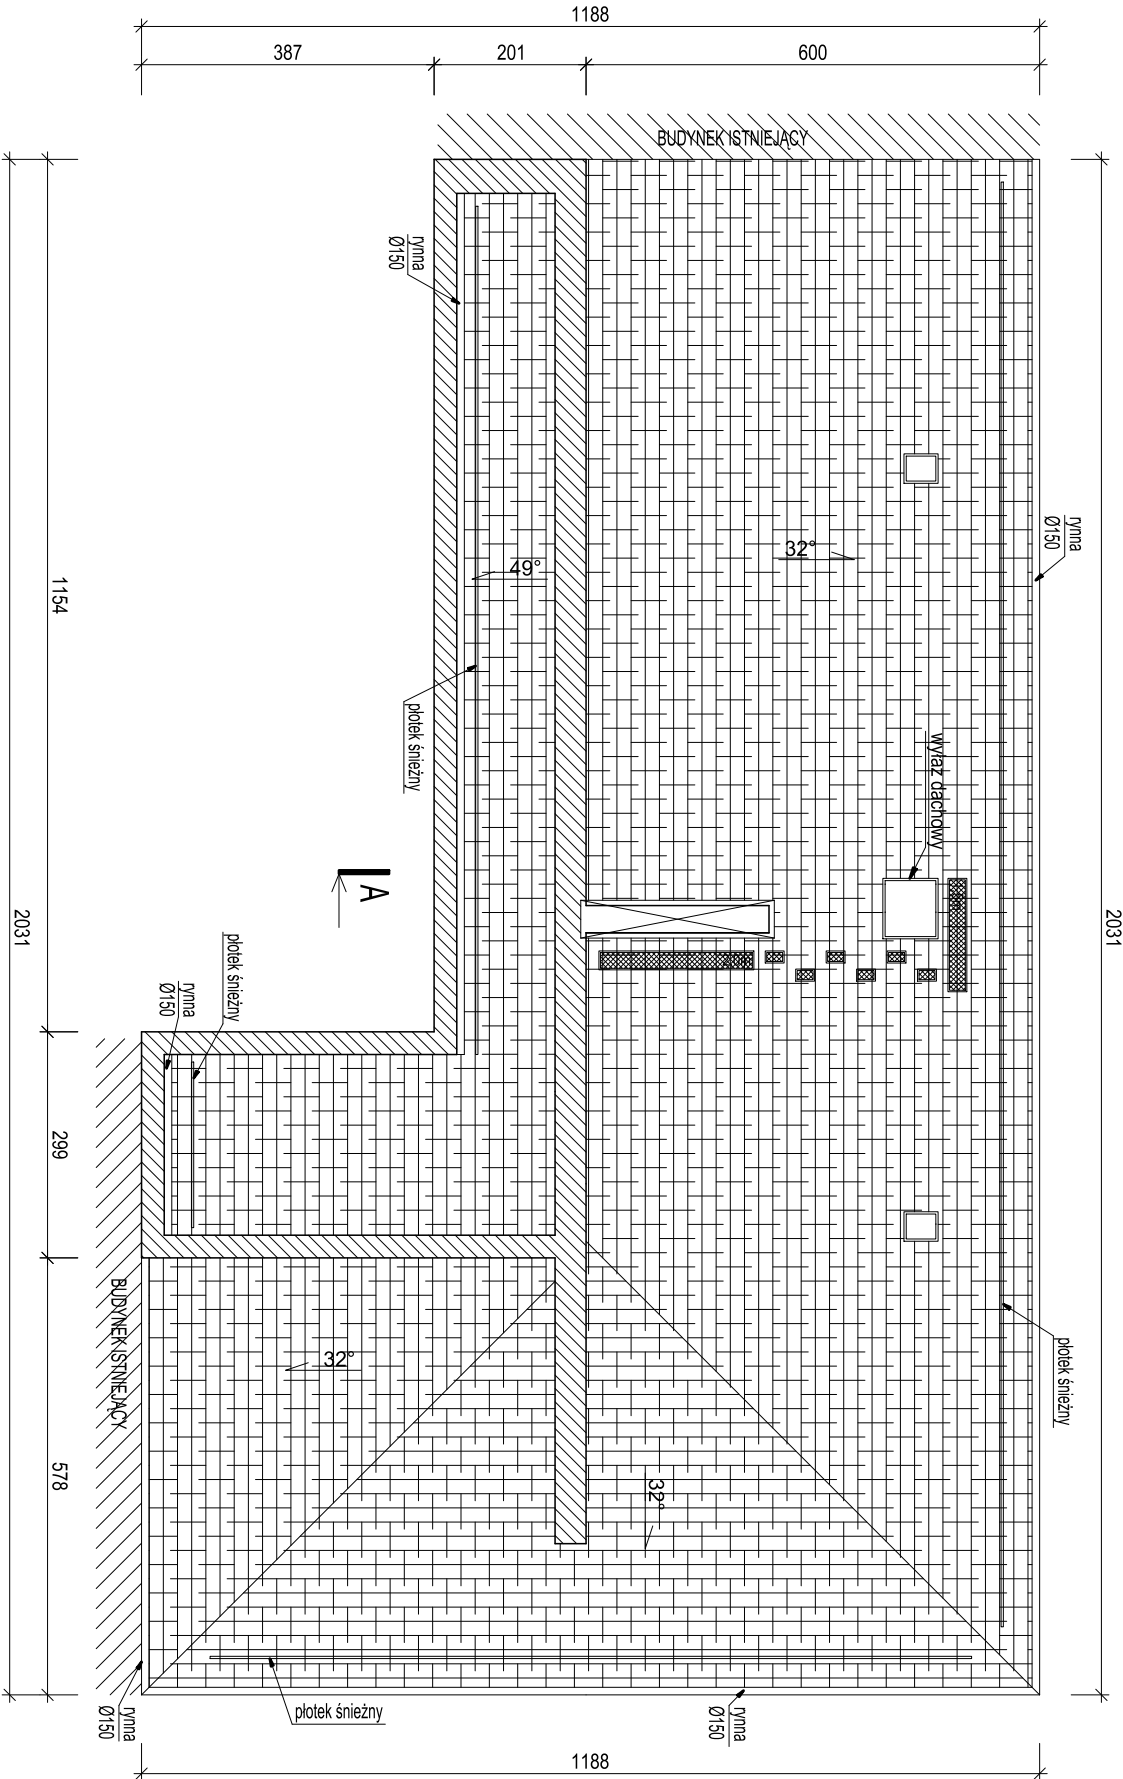 1188
387
201
600
BUDYNEK ISTNIEJĄCY
rynna
Ø150
rynna
Ø150
32°
49°
1154
płotek śnieżny
wyłaz dachowy
A
2031
2031
płotek śnieżny
rynna
Ø150
299
BUDYNEK ISTNIEJĄCY
32°
płotek śnieżny
578
32°
rynna
Ø150
płotek śnieżny
rynna
Ø150
1188